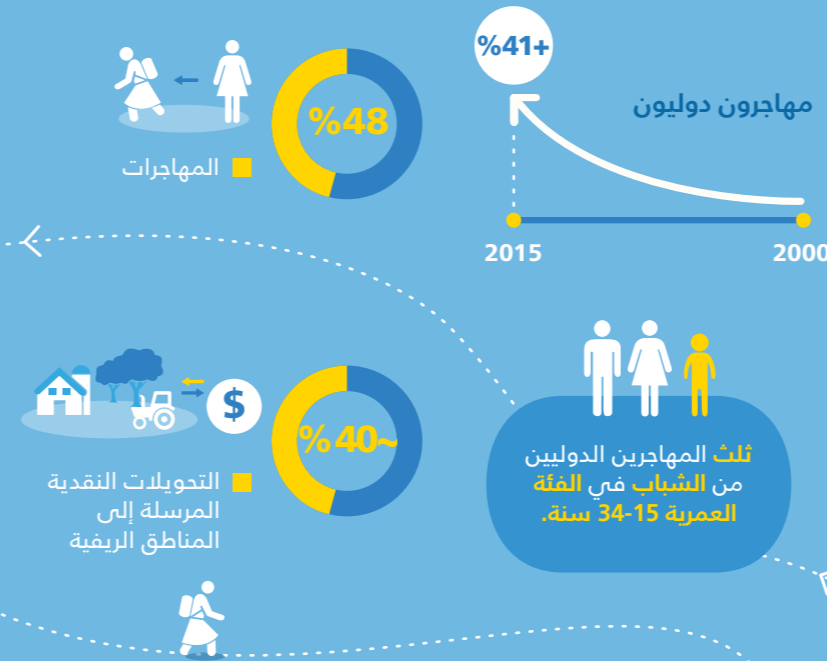 %41+
مهاجرون دوليون
2000
2015
%48
المهاجرات
ثلث المهاجرين الدوليين
من الشباب في الفئة
العمرية 15-34 سنة.
$
%40~
التحويلات النقدية
المرسلة إلى
المناطق الريفية